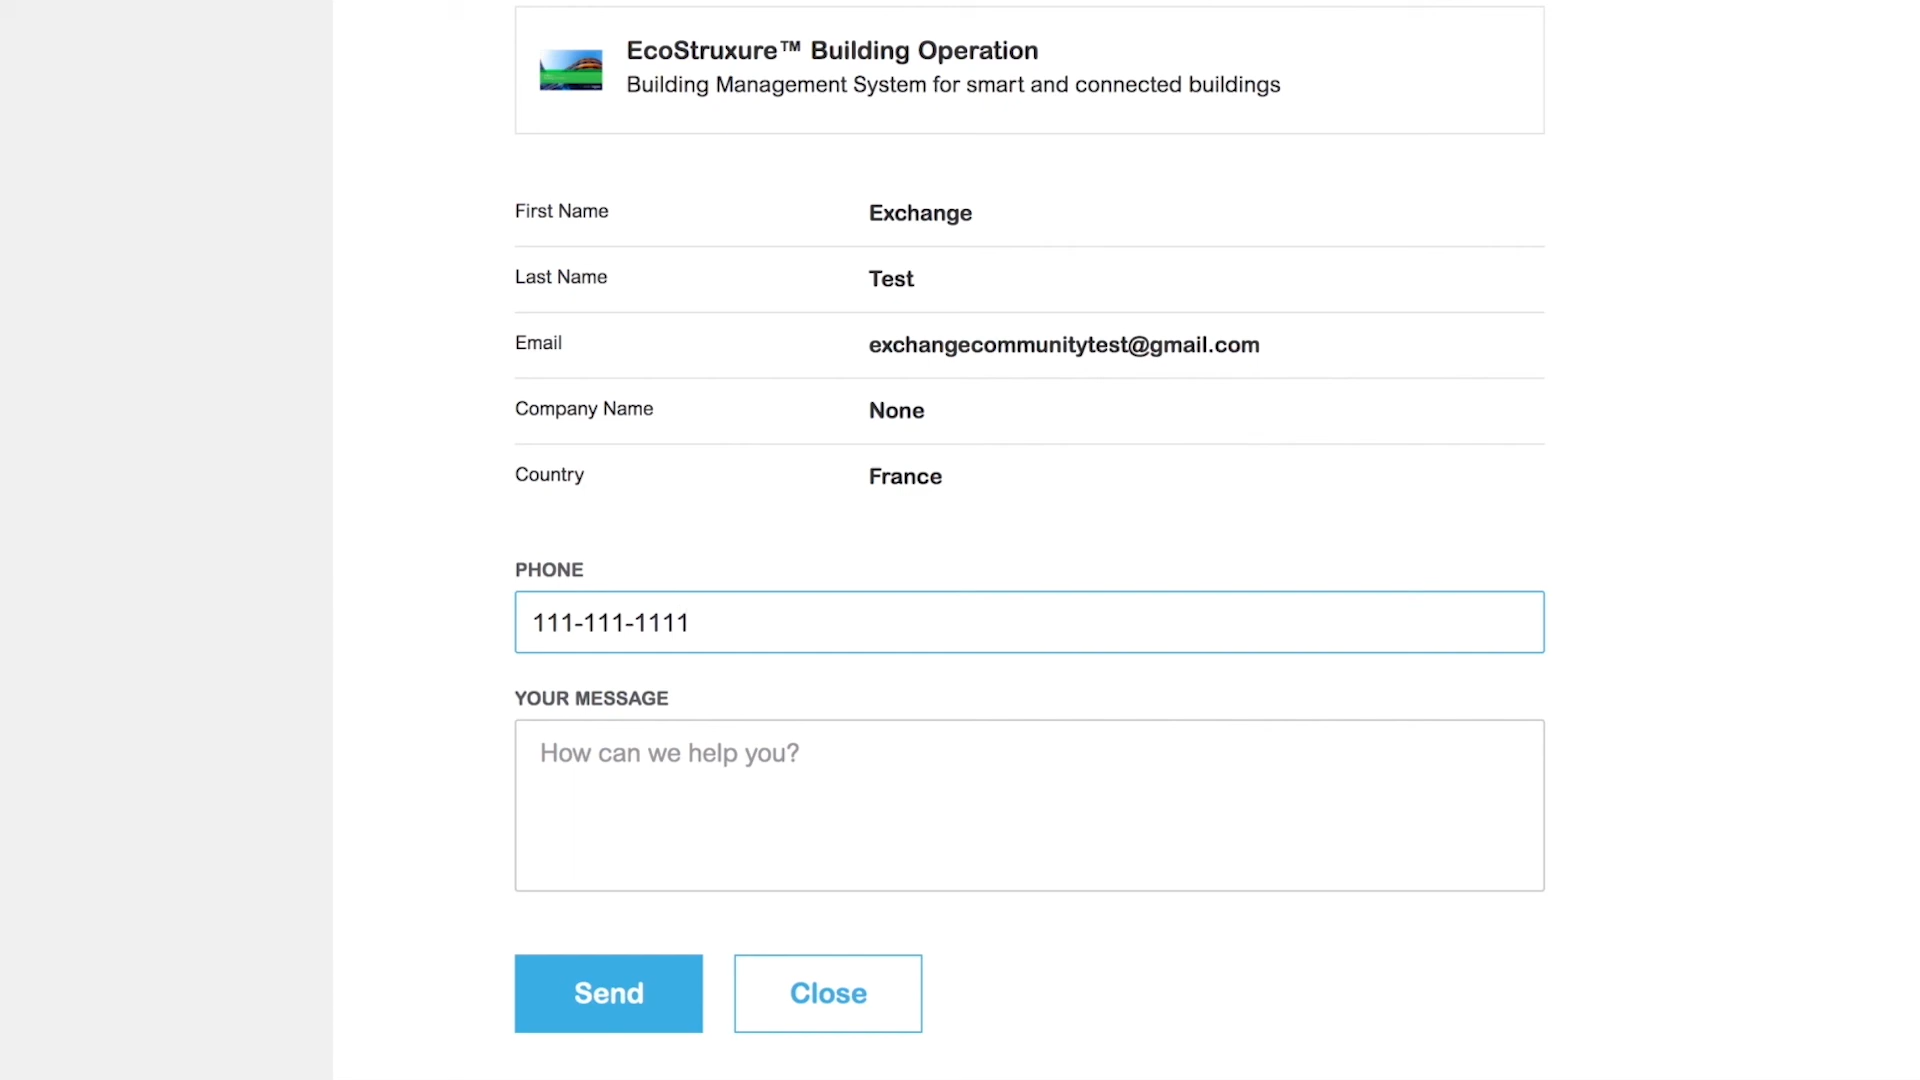 EcoStruxure™ Building Operation
Building Management System for smart and connected buildings
First Name Exchange
Last Name Test
Email exchangecommunitytest@gmail.com
Company Name None
Country France
PHONE
111-111-1111
YOUR MESSAGE
How can we help you?
Send Close